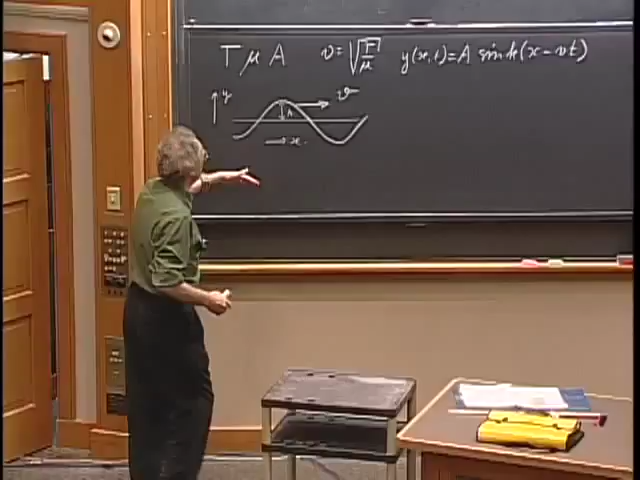 T μ A v = √(T/μ) y(x,t) = A sin k(x − vt)
y v
A
x